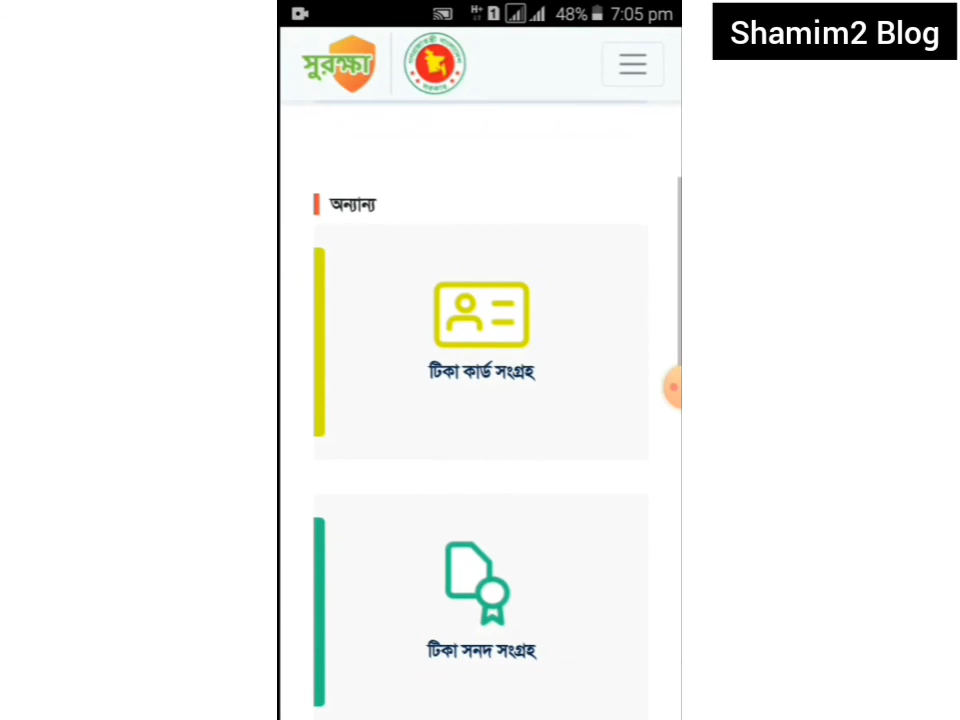 48% 7:05 pm
Shamim2 Blog
সুরক্ষা
অন্যান্য
টিকা কার্ড সংগ্রহ
টিকা সনদ সংগ্রহ